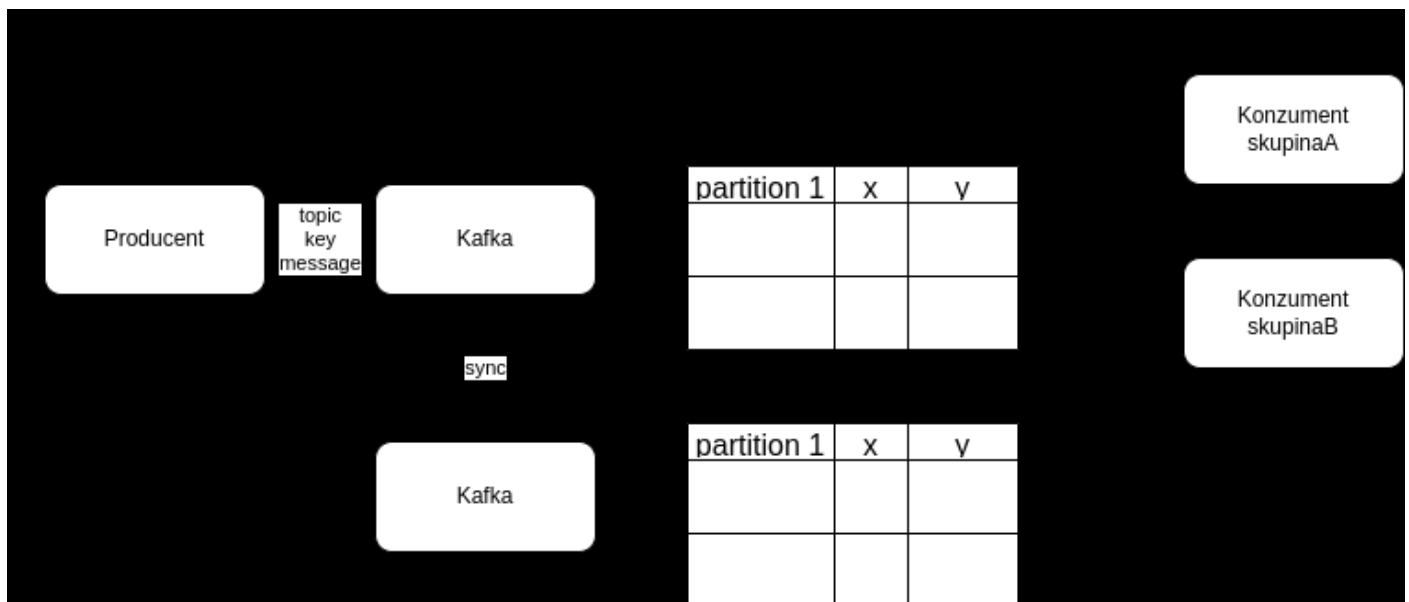 Konzument
skupinaA
partition 1 x y
Producent
topic
key
message
Kafka
Konzument
skupinaB
sync
partition 1 x y
Kafka